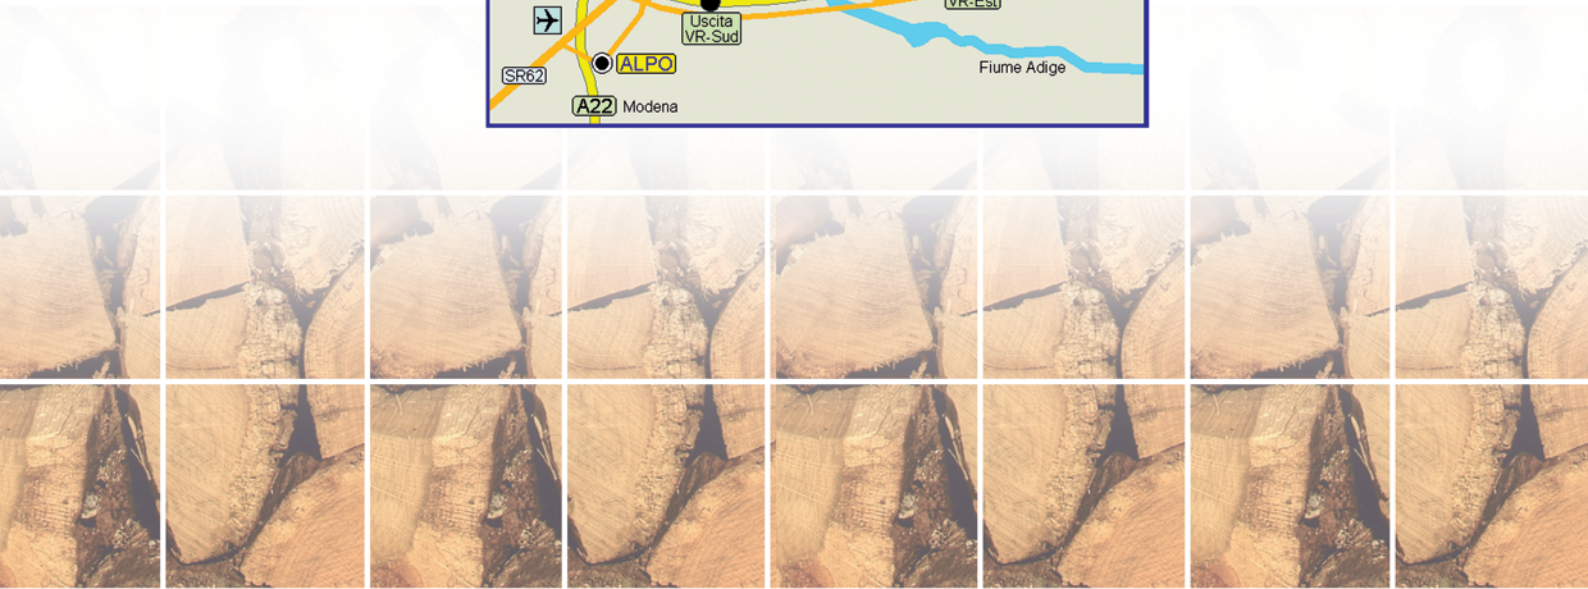 VR-Est
Uscita
VR-Sud
ALPO
SR62
Fiume Adige
A22 Modena